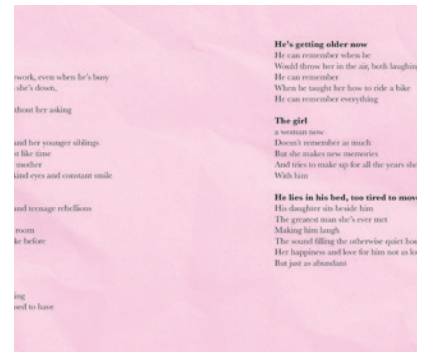 rwork, even when he's busy
she's down,
thout her asking
and her younger siblings
t like time
mother
kind eyes and constant smile
and teenage rebellions
room
ke before
ing
sed to have
He's getting older now
He can remember when he
Would throw her in the air, both laughin
He can remember
When he taught her how to ride a bike
He can remember everything
The girl
a woman now
Doesn't remember as much
But she makes new memories
And tries to make up for all the years she
With him
He lies in his bed, too tired to mov
His daughter sits beside him
The greatest man she's ever met
Making him laugh
The sound filling the otherwise quiet hou
Her happiness and love for him not as lo
But just as abundant